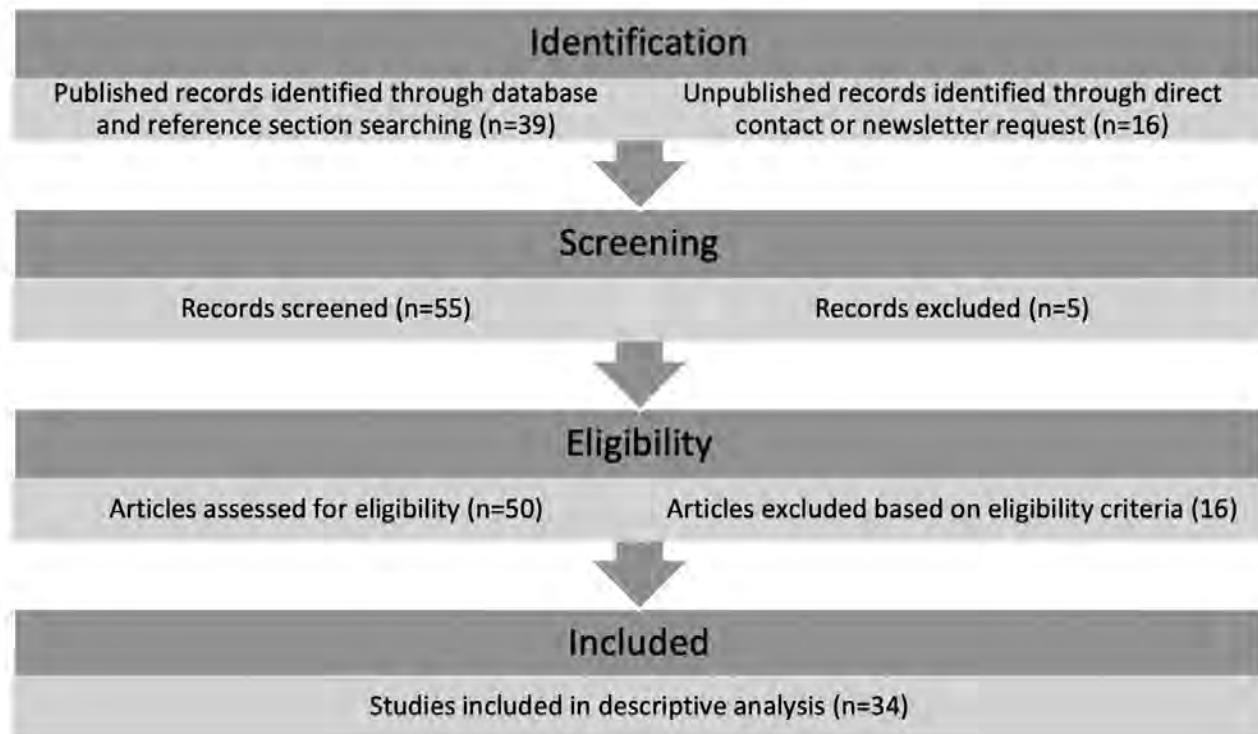 Identification
Published records identified through database
and reference section searching (n=39)
Unpublished records identified through direct
contact or newsletter request (n=16)
Screening
Records screened (n=55)
Records excluded (n=5)
Eligibility
Articles assessed for eligibility (n=50)
Articles excluded based on eligibility criteria (16)
Included
Studies included in descriptive analysis (n=34)